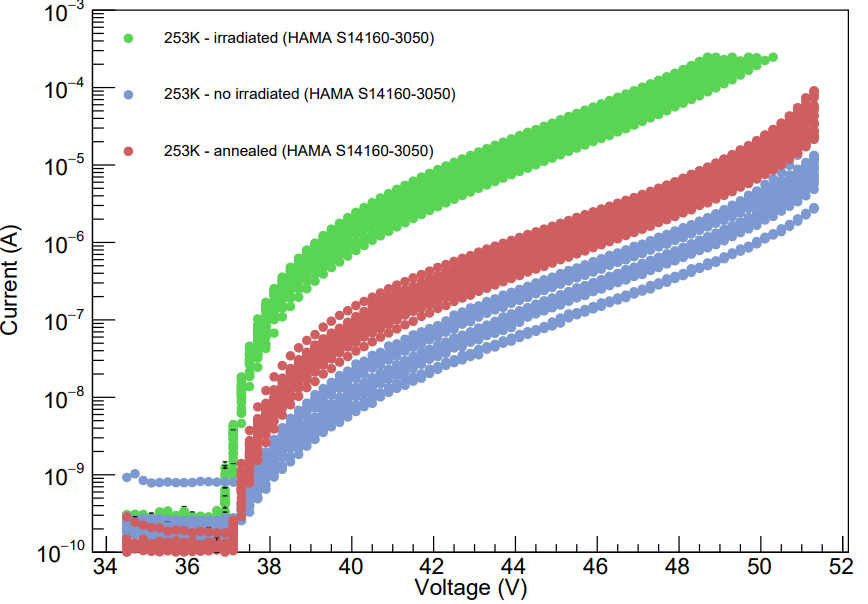 10⁻³
253K - irradiated (HAMA S14160-3050)
10⁻⁴
253K - no irradiated (HAMA S14160-3050)
253K - annealed (HAMA S14160-3050)
10⁻⁵
Current (A)
10⁻⁶
10⁻⁷
10⁻⁸
10⁻⁹
10⁻¹⁰
34 36 38 40 42 44 46 48 50 52
Voltage (V)